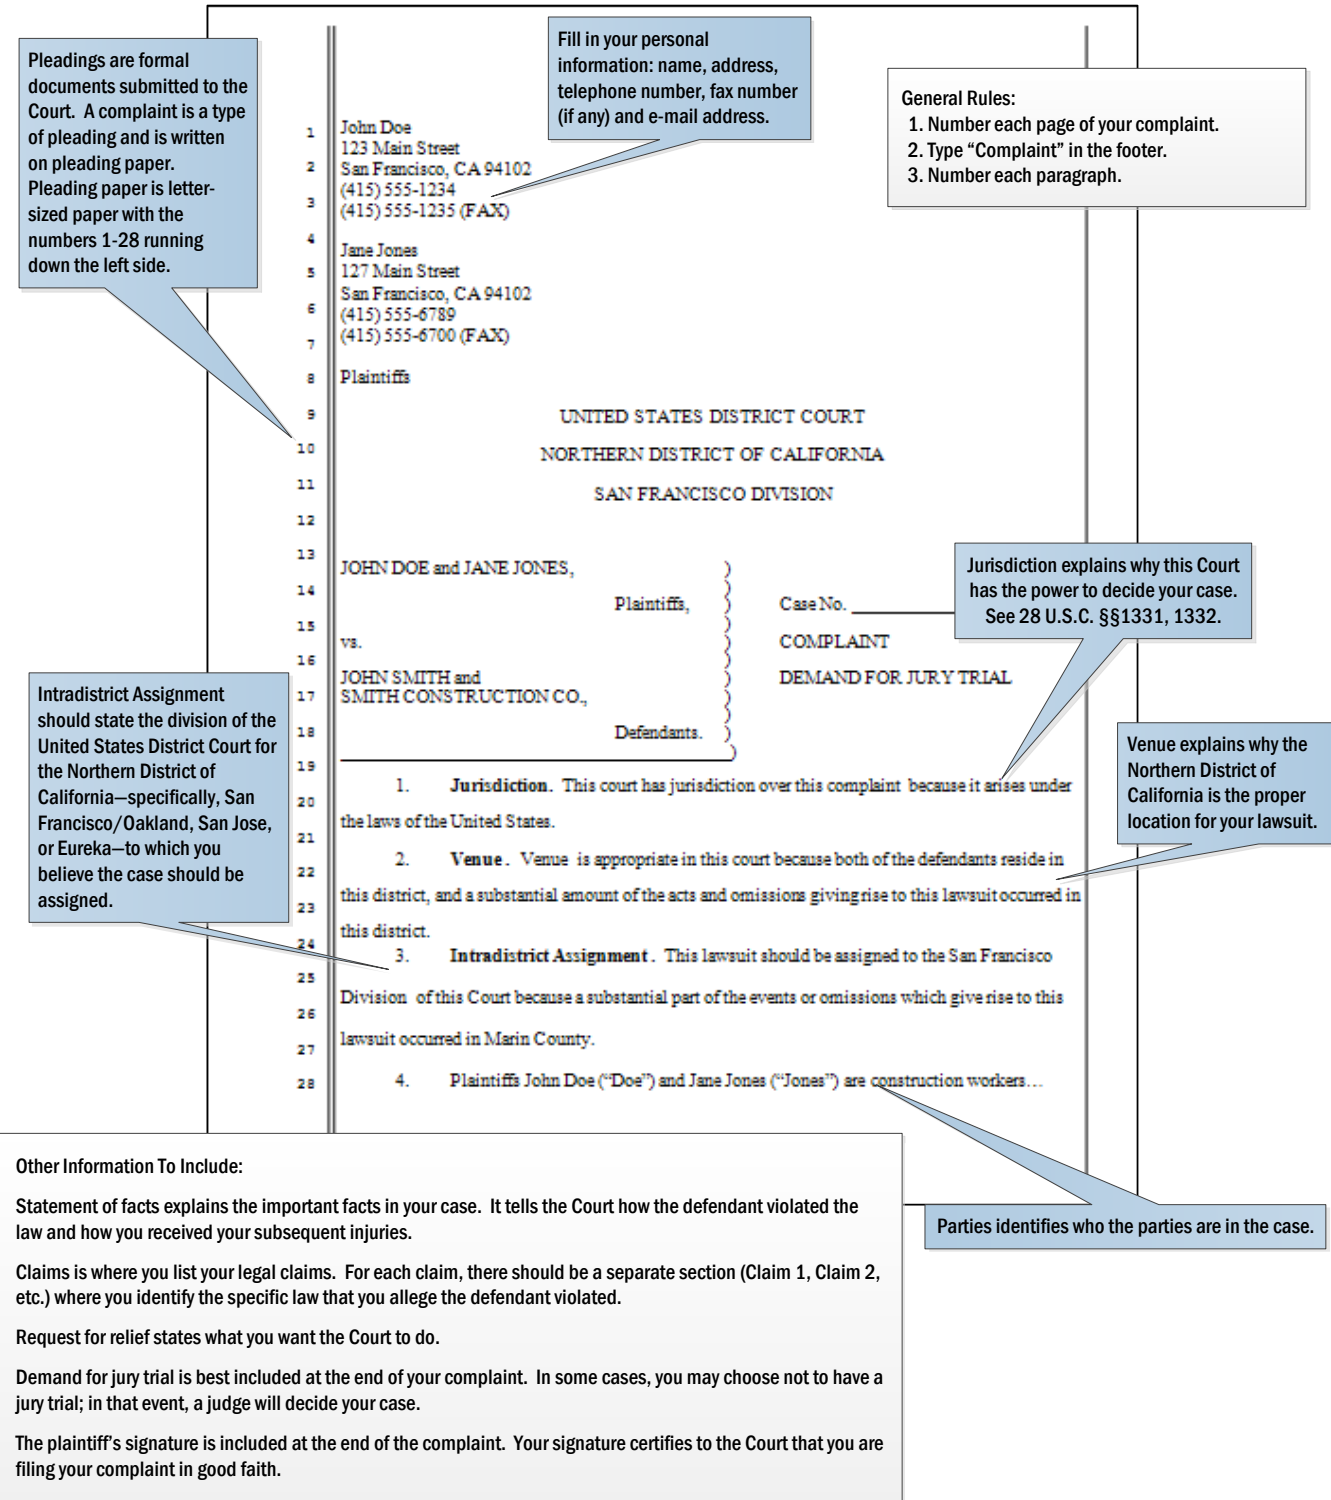 Pleadings are formal
documents submitted to the
Court.  A complaint is a type
of pleading and is written
on pleading paper.
Pleading paper is letter-
sized paper with the
numbers 1-28 running
down the left side.
Fill in your personal
information: name, address,
telephone number, fax number
(if any) and e-mail address.
General Rules:
1. Number each page of your complaint.
2. Type “Complaint” in the footer.
3. Number each paragraph.
1
2
3
4
5
6
7
8
9
10
11
12
13
14
15
16
17
18
19
20
21
22
23
24
25
26
27
28
John Doe
123 Main Street
San Francisco, CA 94102
(415) 555-1234
(415) 555-1235 (FAX)
Jane Jones
127 Main Street
San Francisco, CA 94102
(415) 555-6789
(415) 555-6700 (FAX)
Plaintiffs
UNITED STATES DISTRICT COURT
NORTHERN DISTRICT OF CALIFORNIA
SAN FRANCISCO DIVISION
JOHN DOE and JANE JONES,
Plaintiffs,
vs.
JOHN SMITH and
SMITH CONSTRUCTION CO.,
Defendants.
)
)
)
)
)
)
)
)
)
)
)
Case No. ________
COMPLAINT
DEMAND FOR JURY TRIAL
Jurisdiction explains why this Court
has the power to decide your case.
See 28 U.S.C. §§1331, 1332.
Intradistrict Assignment
should state the division of the
United States District Court for
the Northern District of
California—specifically, San
Francisco/Oakland, San Jose,
or Eureka—to which you
believe the case should be
assigned.
Venue explains why the
Northern District of
California is the proper
location for your lawsuit.
1. Jurisdiction. This court has jurisdiction over this complaint because it arises under
the laws of the United States.
2. Venue. Venue is appropriate in this court because both of the defendants reside in
this district, and a substantial amount of the acts and omissions giving rise to this lawsuit occurred in
this district.
3. Intradistrict Assignment. This lawsuit should be assigned to the San Francisco
Division of this Court because a substantial part of the events or omissions which give rise to this
lawsuit occurred in Marin County.
4. Plaintiffs John Doe (“Doe”) and Jane Jones (“Jones”) are construction workers…
Parties identifies who the parties are in the case.
Other Information To Include:
Statement of facts explains the important facts in your case.  It tells the Court how the defendant violated the
law and how you received your subsequent injuries.
Claims is where you list your legal claims.  For each claim, there should be a separate section (Claim 1, Claim 2,
etc.) where you identify the specific law that you allege the defendant violated.
Request for relief states what you want the Court to do.
Demand for jury trial is best included at the end of your complaint.  In some cases, you may choose not to have a
jury trial; in that event, a judge will decide your case.
The plaintiff’s signature is included at the end of the complaint.  Your signature certifies to the Court that you are
filing your complaint in good faith.